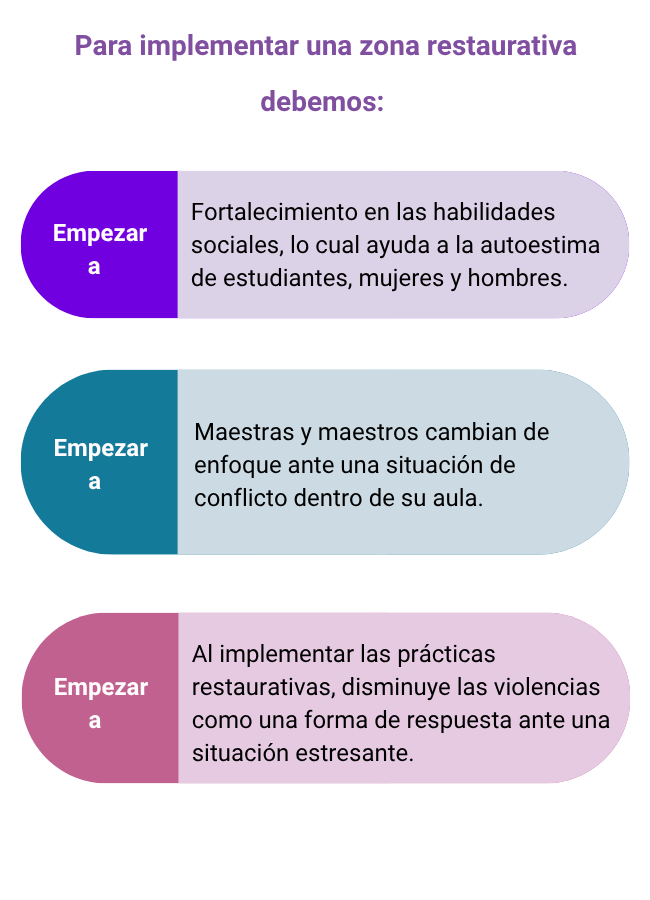 Para implementar una zona restaurativa
debemos:
Empezar
a
Fortalecimiento en las habilidades
sociales, lo cual ayuda a la autoestima
de estudiantes, mujeres y hombres.
Empezar
a
Maestras y maestros cambian de
enfoque ante una situación de
conflicto dentro de su aula.
Empezar
a
Al implementar las prácticas
restaurativas, disminuye las violencias
como una forma de respuesta ante una
situación estresante.